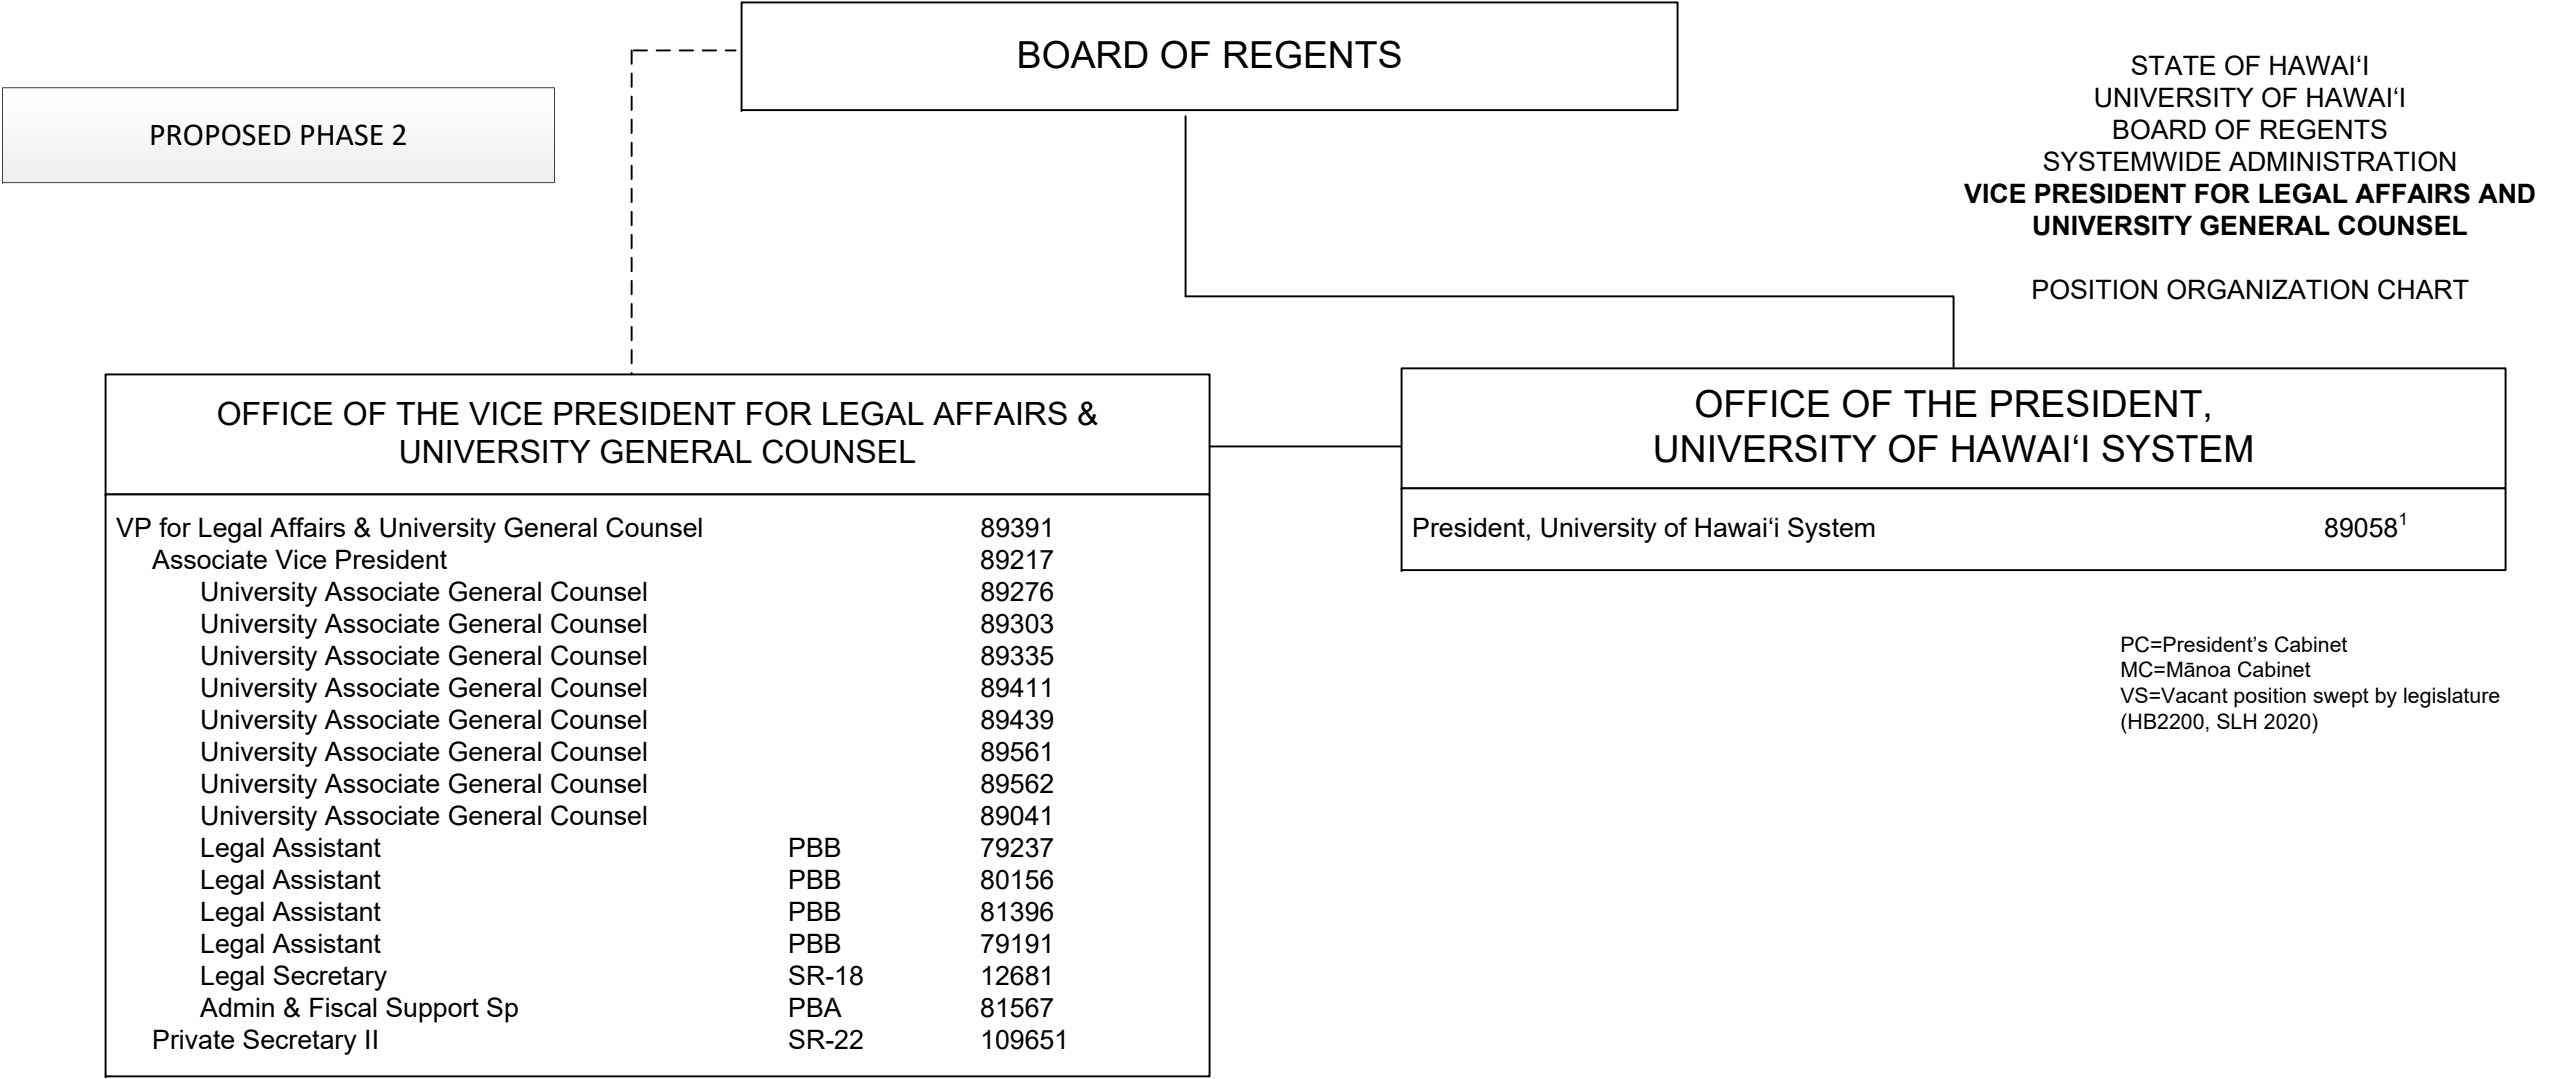 BOARD OF REGENTS
PROPOSED PHASE 2
STATE OF HAWAI‘I
UNIVERSITY OF HAWAI‘I
BOARD OF REGENTS
SYSTEMWIDE ADMINISTRATION
VICE PRESIDENT FOR LEGAL AFFAIRS AND
UNIVERSITY GENERAL COUNSEL
POSITION ORGANIZATION CHART
OFFICE OF THE VICE PRESIDENT FOR LEGAL AFFAIRS &
UNIVERSITY GENERAL COUNSEL
VP for Legal Affairs & University General Counsel 89391
Associate Vice President 89217
University Associate General Counsel 89276
University Associate General Counsel 89303
University Associate General Counsel 89335
University Associate General Counsel 89411
University Associate General Counsel 89439
University Associate General Counsel 89561
University Associate General Counsel 89562
University Associate General Counsel 89041
Legal Assistant PBB 79237
Legal Assistant PBB 80156
Legal Assistant PBB 81396
Legal Assistant PBB 79191
Legal Secretary SR-18 12681
Admin & Fiscal Support Sp PBA 81567
Private Secretary II SR-22 109651
OFFICE OF THE PRESIDENT,
UNIVERSITY OF HAWAI‘I SYSTEM
President, University of Hawai‘i System 89058¹
PC=President’s Cabinet
MC=Mānoa Cabinet
VS=Vacant position swept by legislature
(HB2200, SLH 2020)